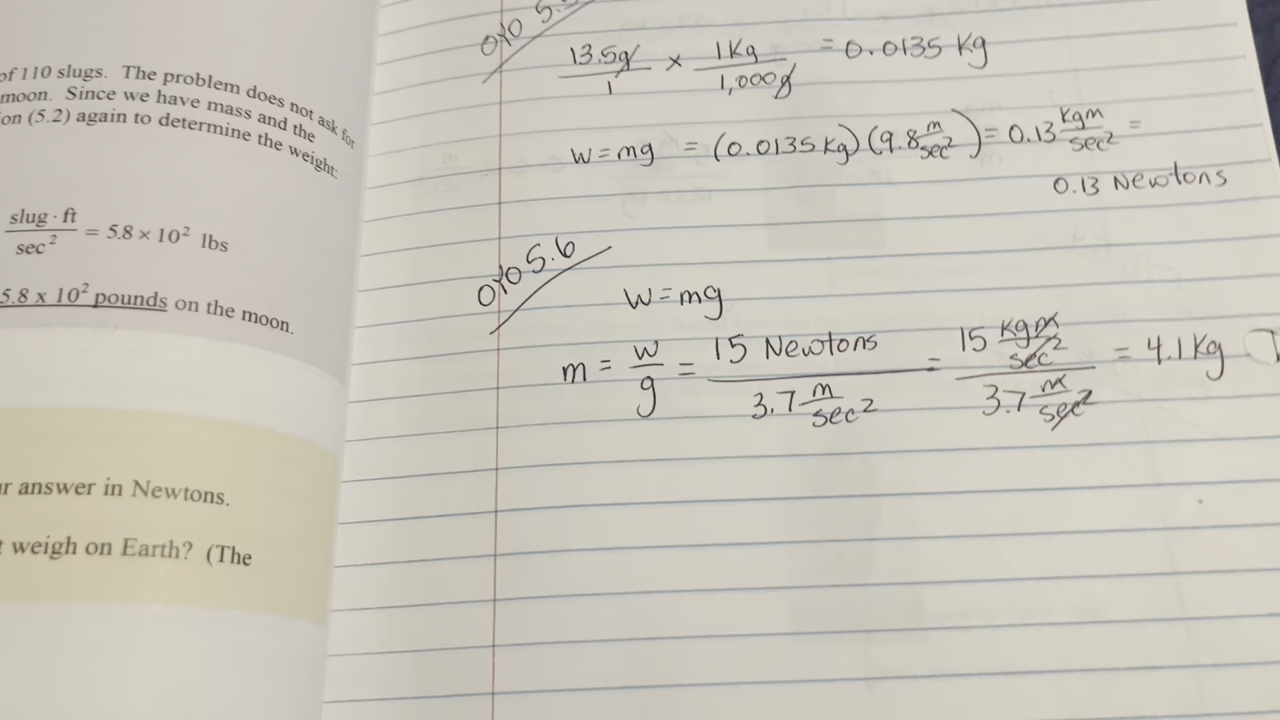 of 110 slugs. The problem does not ask for
moon. Since we have mass and the
on (5.2) again to determine the weight:
slug · ft
sec² = 5.8 × 10² lbs
5.8 x 10² pounds on the moon.
r answer in Newtons.
weigh on Earth? (The
OYO 5.
13.5g/1 × 1Kg/1,000g = 0.0135 Kg
w = mg = (0.0135 Kg)(9.8 m/sec²) = 0.13 Kgm/sec² =
0.13 Newtons
OYO 5.6
w = mg
m = w/g = 15 Newtons / 3.7 m/sec² = 15 Kgm/sec² / 3.7 m/sec² = 4.1 Kg